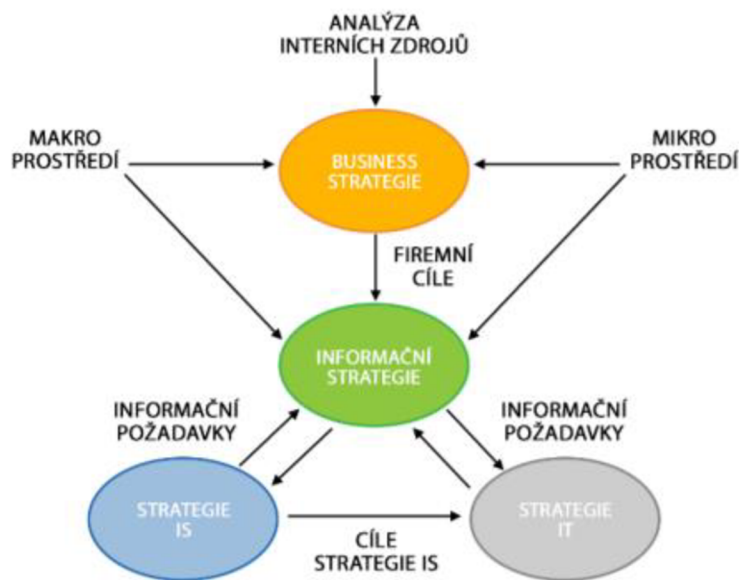 ANALÝZA
INTERNÍCH ZDROJŮ
MAKRO
PROSTŘEDÍ
BUSINESS
STRATEGIE
MIKRO
PROSTŘEDÍ
FIREMNÍ
CÍLE
INFORMAČNÍ
STRATEGIE
INFORMAČNÍ
POŽADAVKY
INFORMAČNÍ
POŽADAVKY
STRATEGIE
IS
CÍLE
STRATEGIE IS
STRATEGIE
IT